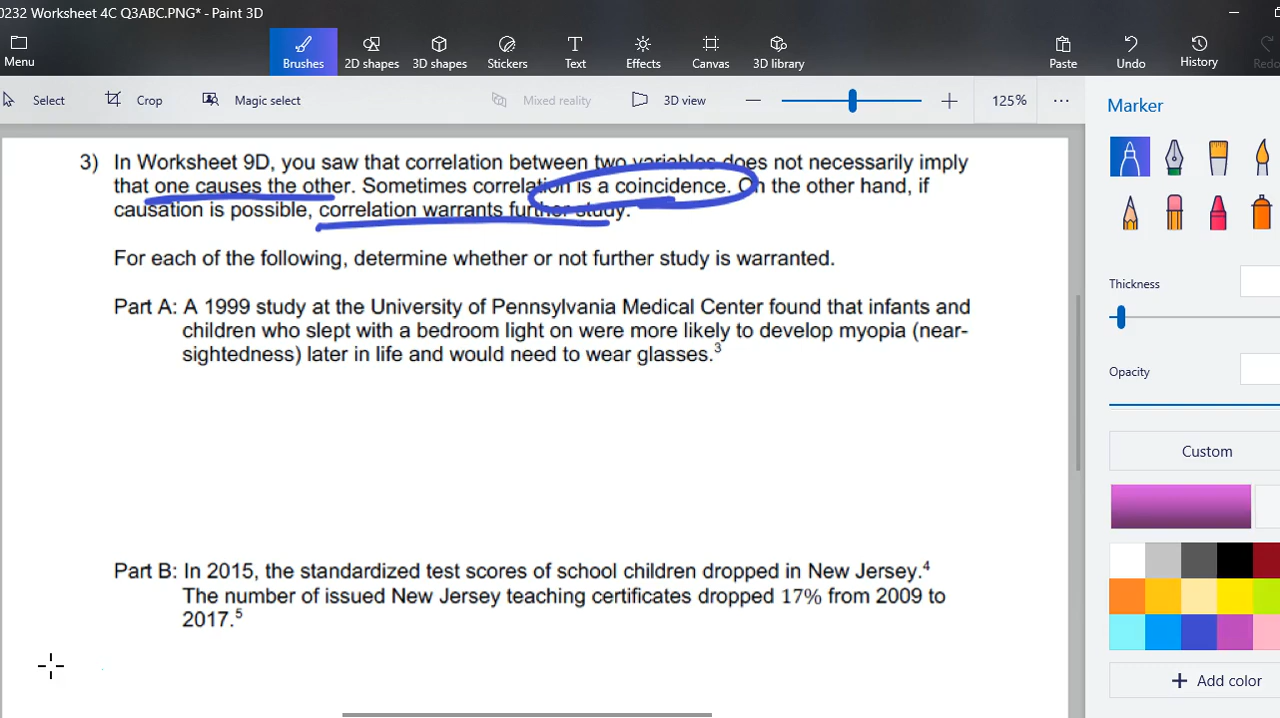 0232 Worksheet 4C Q3ABC.PNG* - Paint 3D
Menu
Brushes
2D shapes
3D shapes
Stickers
Text
Effects
Canvas
3D library
Paste
Undo
History
Redo
Select
Crop
Magic select
Mixed reality
3D view
125%
Marker
Thickness
Opacity
Custom
Add color
3) In Worksheet 9D, you saw that correlation between two variables does not necessarily imply
that one causes the other. Sometimes correlation is a coincidence. On the other hand, if
causation is possible, correlation warrants further study.
For each of the following, determine whether or not further study is warranted.
Part A: A 1999 study at the University of Pennsylvania Medical Center found that infants and
children who slept with a bedroom light on were more likely to develop myopia (near-
sightedness) later in life and would need to wear glasses.3
Part B: In 2015, the standardized test scores of school children dropped in New Jersey.4
The number of issued New Jersey teaching certificates dropped 17% from 2009 to
2017.5